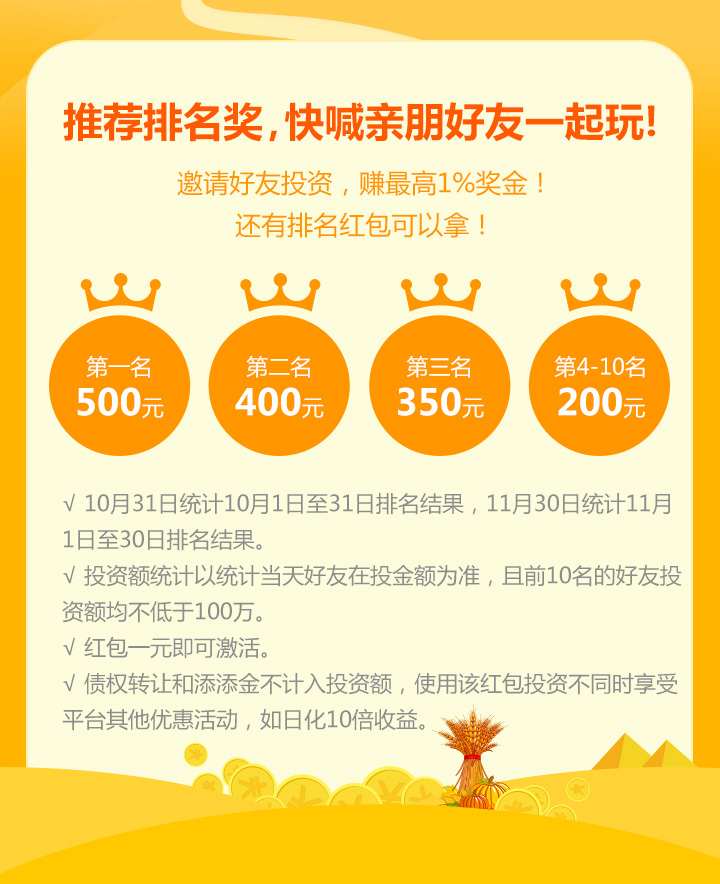 推荐排名奖,快喊亲朋好友一起玩!
邀请好友投资，赚最高1%奖金！
还有排名红包可以拿！
第一名
500元
第二名
400元
第三名
350元
第4-10名
200元
√ 10月31日统计10月1日至31日排名结果，11月30日统计11月
1日至30日排名结果。
√ 投资额统计以统计当天好友在投金额为准，且前10名的好友投
资额均不低于100万。
√ 红包一元即可激活。
√ 债权转让和添添金不计入投资额，使用该红包投资不同时享受
平台其他优惠活动，如日化10倍收益。